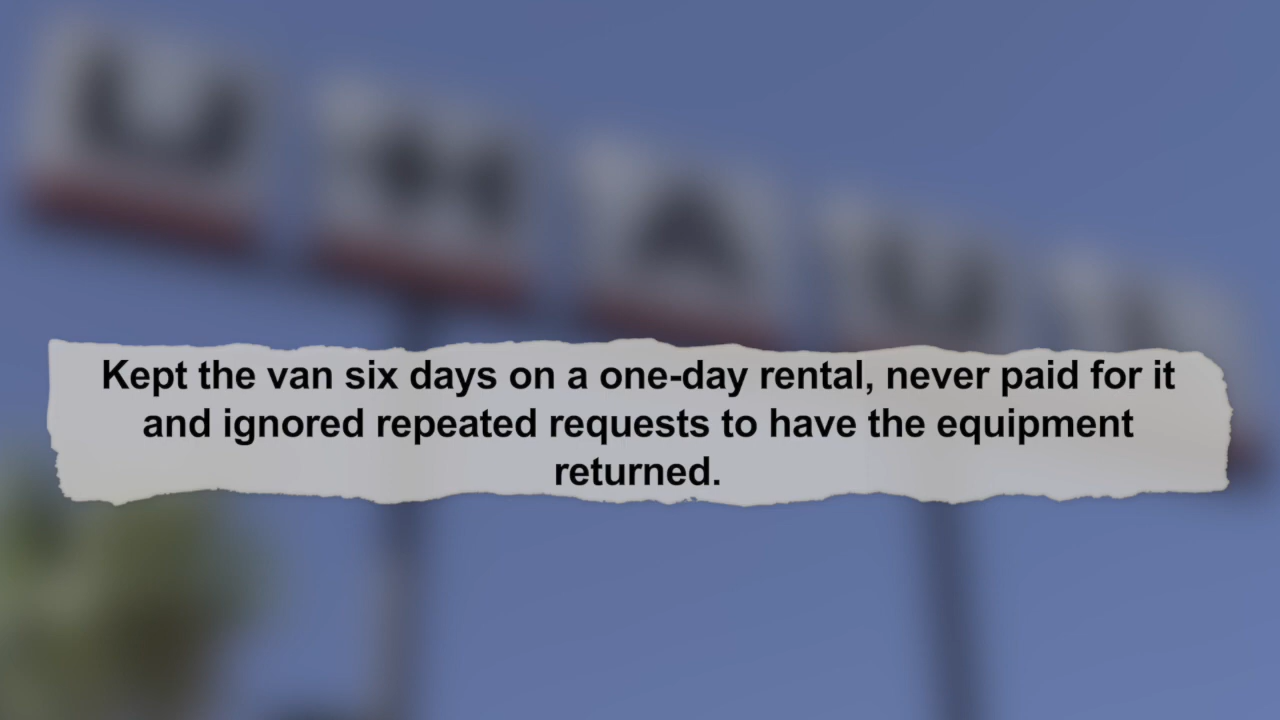 U-HAUL
Kept the van six days on a one-day rental, never paid for it
and ignored repeated requests to have the equipment
returned.